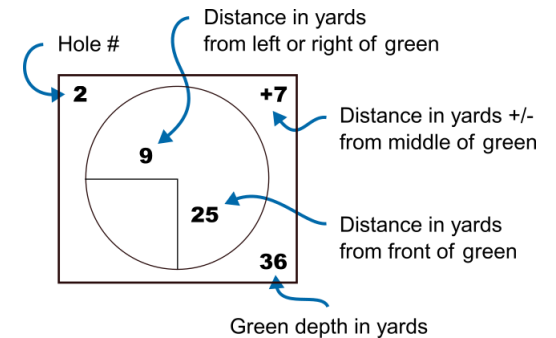 Distance in yards
from left or right of green
Hole #
2
+7
Distance in yards +/-
from middle of green
9
25
Distance in yards
from front of green
36
Green depth in yards